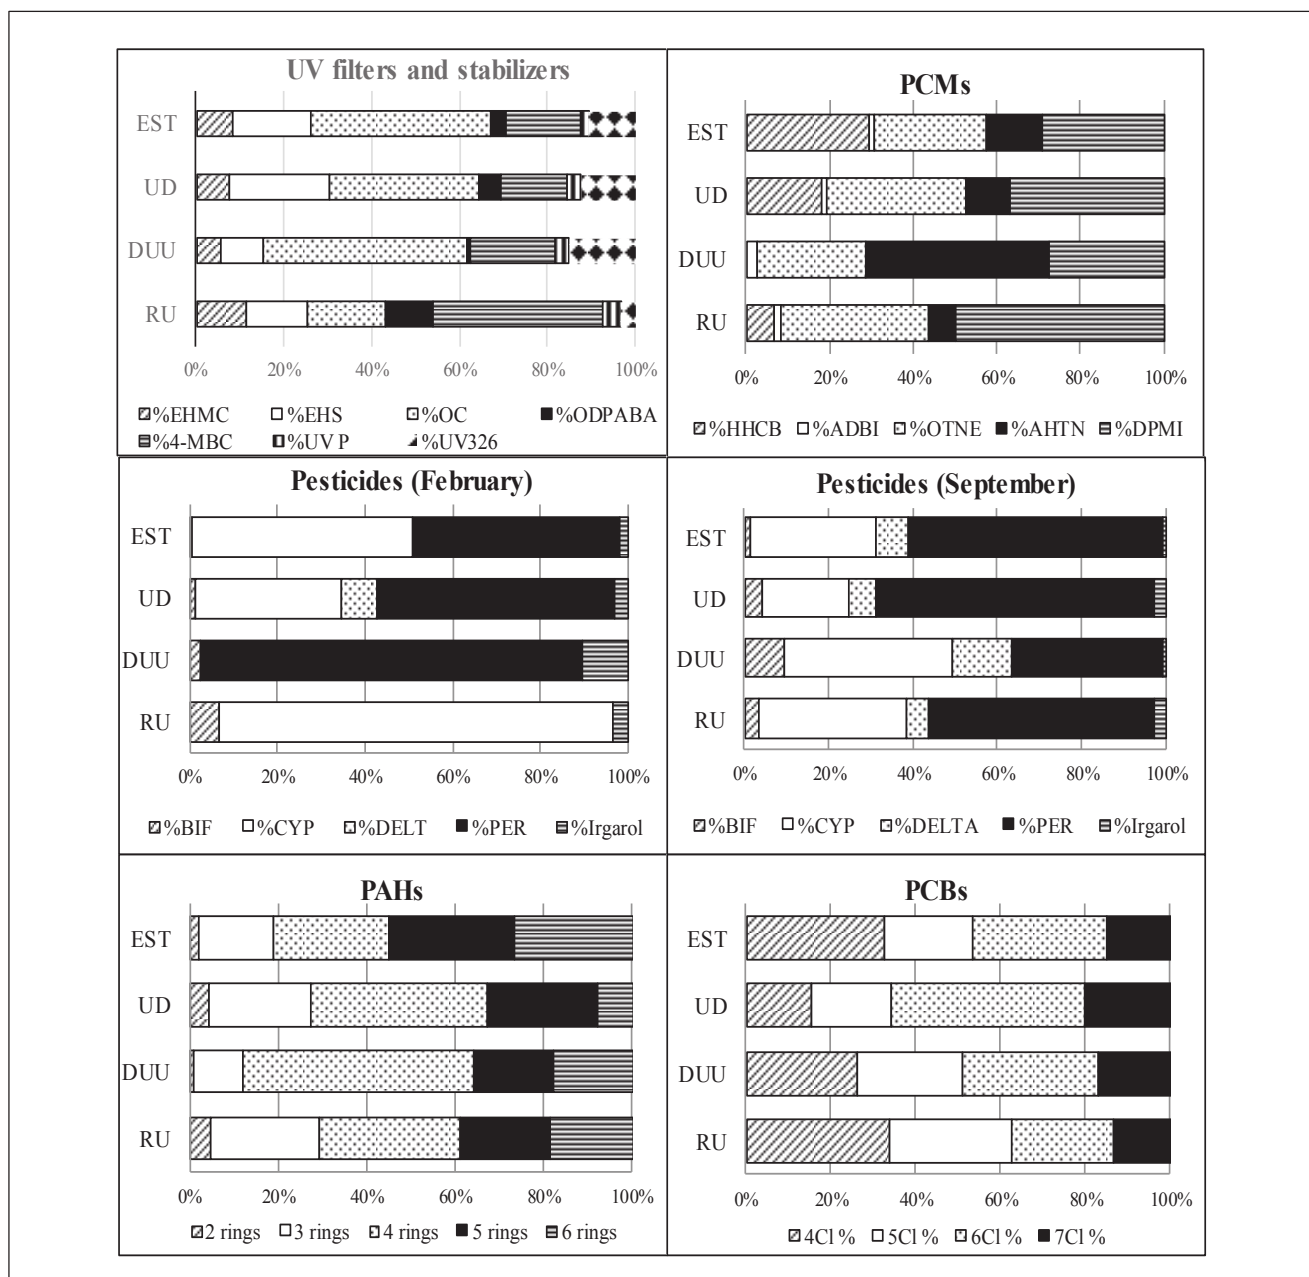 UV filters and stabilizers
EST
UD
DUU
RU
0% 20% 40% 60% 80% 100%
%EHMC %EHS %OC %ODPABA
%4-MBC %UV P %UV326
PCMs
EST
UD
DUU
RU
0% 20% 40% 60% 80% 100%
%HHCB %ADBI %OTNE %AHTN %DPMI
Pesticides (February)
EST
UD
DUU
RU
0% 20% 40% 60% 80% 100%
%BIF %CYP %DELT %PER %Irgarol
Pesticides (September)
EST
UD
DUU
RU
0% 20% 40% 60% 80% 100%
%BIF %CYP %DELTA %PER %Irgarol
PAHs
EST
UD
DUU
RU
0% 20% 40% 60% 80% 100%
2 rings 3 rings 4 rings 5 rings 6 rings
PCBs
EST
UD
DUU
RU
0% 20% 40% 60% 80% 100%
4Cl % 5Cl % 6Cl % 7Cl %